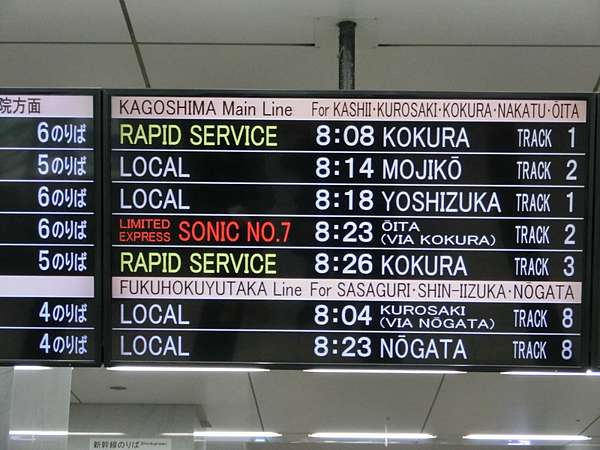 院方面
6のりば
5のりば
6のりば
6のりば
5のりば
4のりば
4のりば
KAGOSHIMA Main Line For KASHII·KUROSAKI·KOKURA·NAKATU·ŌITA
RAPID SERVICE 8:08 KOKURA TRACK 1
LOCAL 8:14 MOJIKŌ TRACK 2
LOCAL 8:18 YOSHIZUKA TRACK 1
LIMITED EXPRESS SONIC NO.7 8:23 ŌITA (VIA KOKURA) TRACK 2
RAPID SERVICE 8:26 KOKURA TRACK 3
FUKUHOKUYUTAKA Line For SASAGURI·SHIN-IIZUKA·NŌGATA
LOCAL 8:04 KUROSAKI (VIA NŌGATA) TRACK 8
LOCAL 8:23 NŌGATA TRACK 8
新幹線のりば Shinkansen